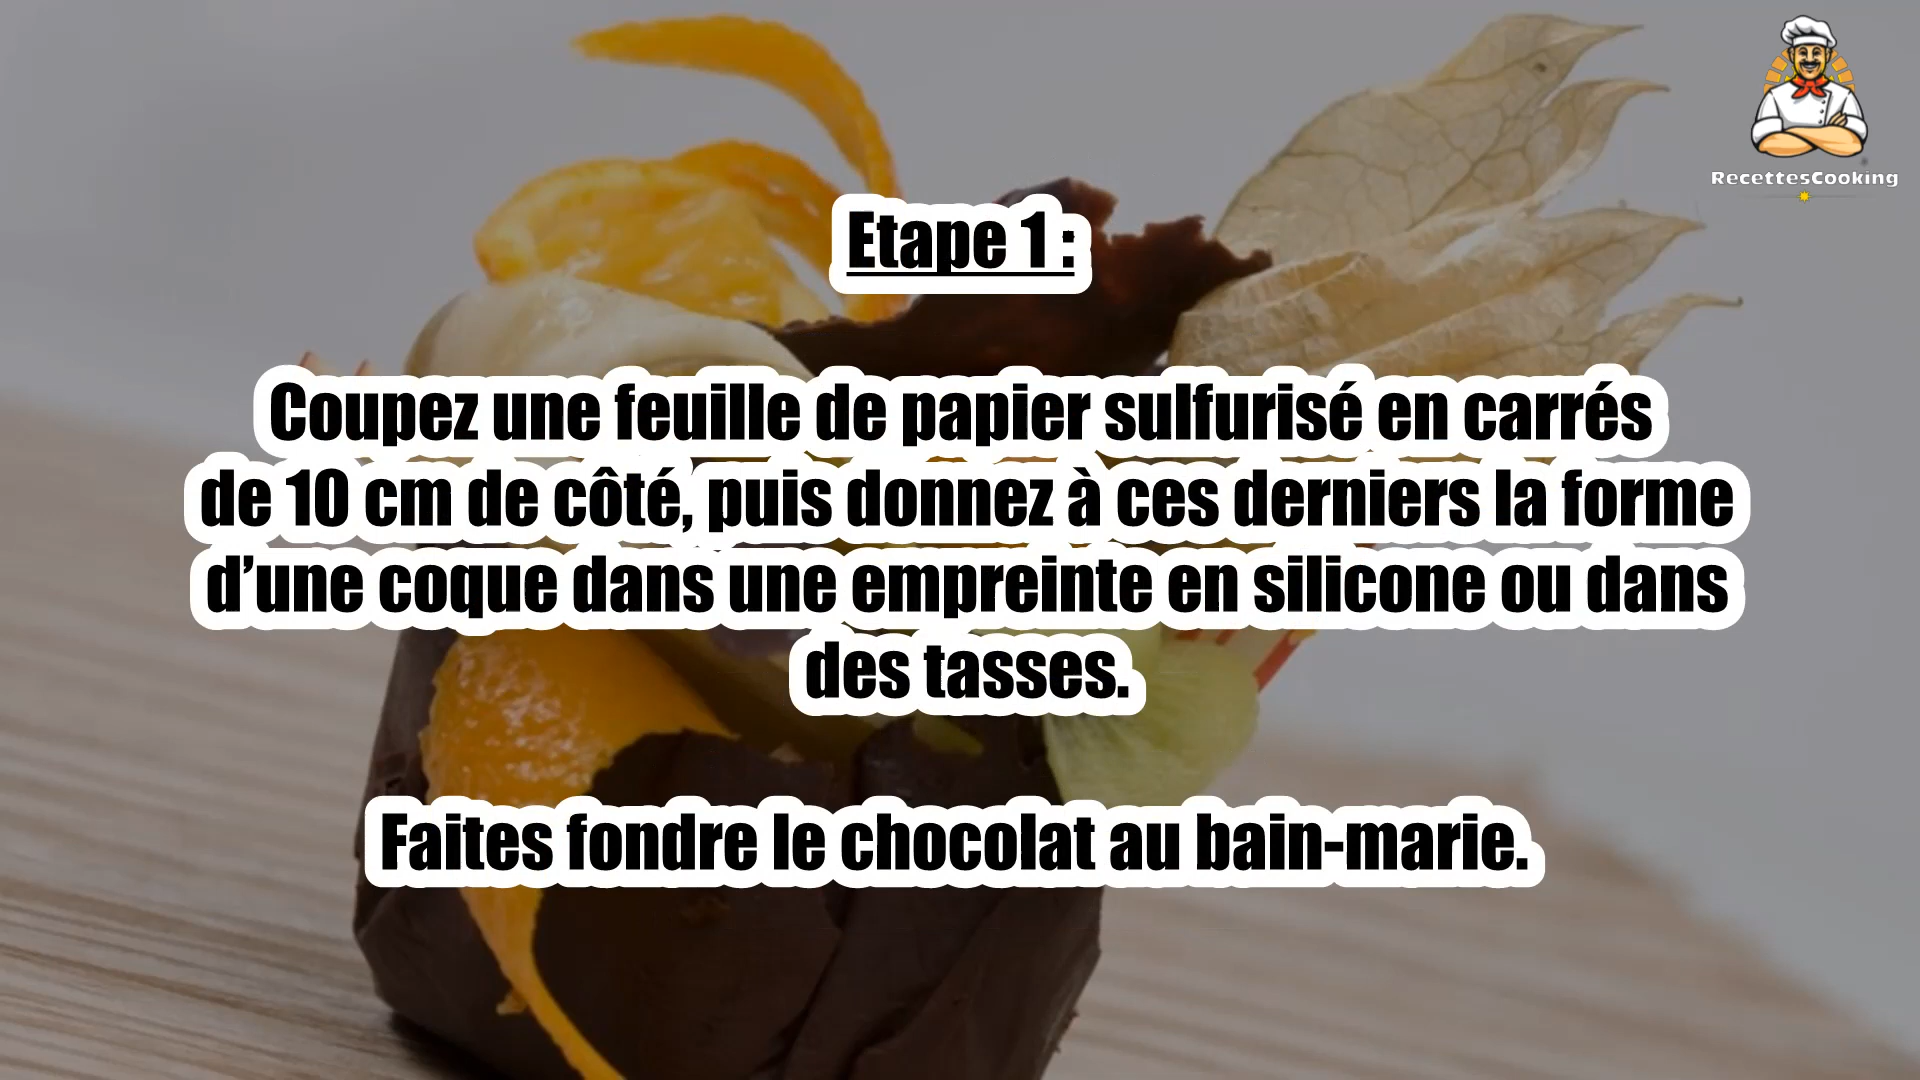 RecettesCooking
Etape 1 :
Coupez une feuille de papier sulfurisé en carrés
de 10 cm de côté, puis donnez à ces derniers la forme
d’une coque dans une empreinte en silicone ou dans
des tasses.
Faites fondre le chocolat au bain-marie.